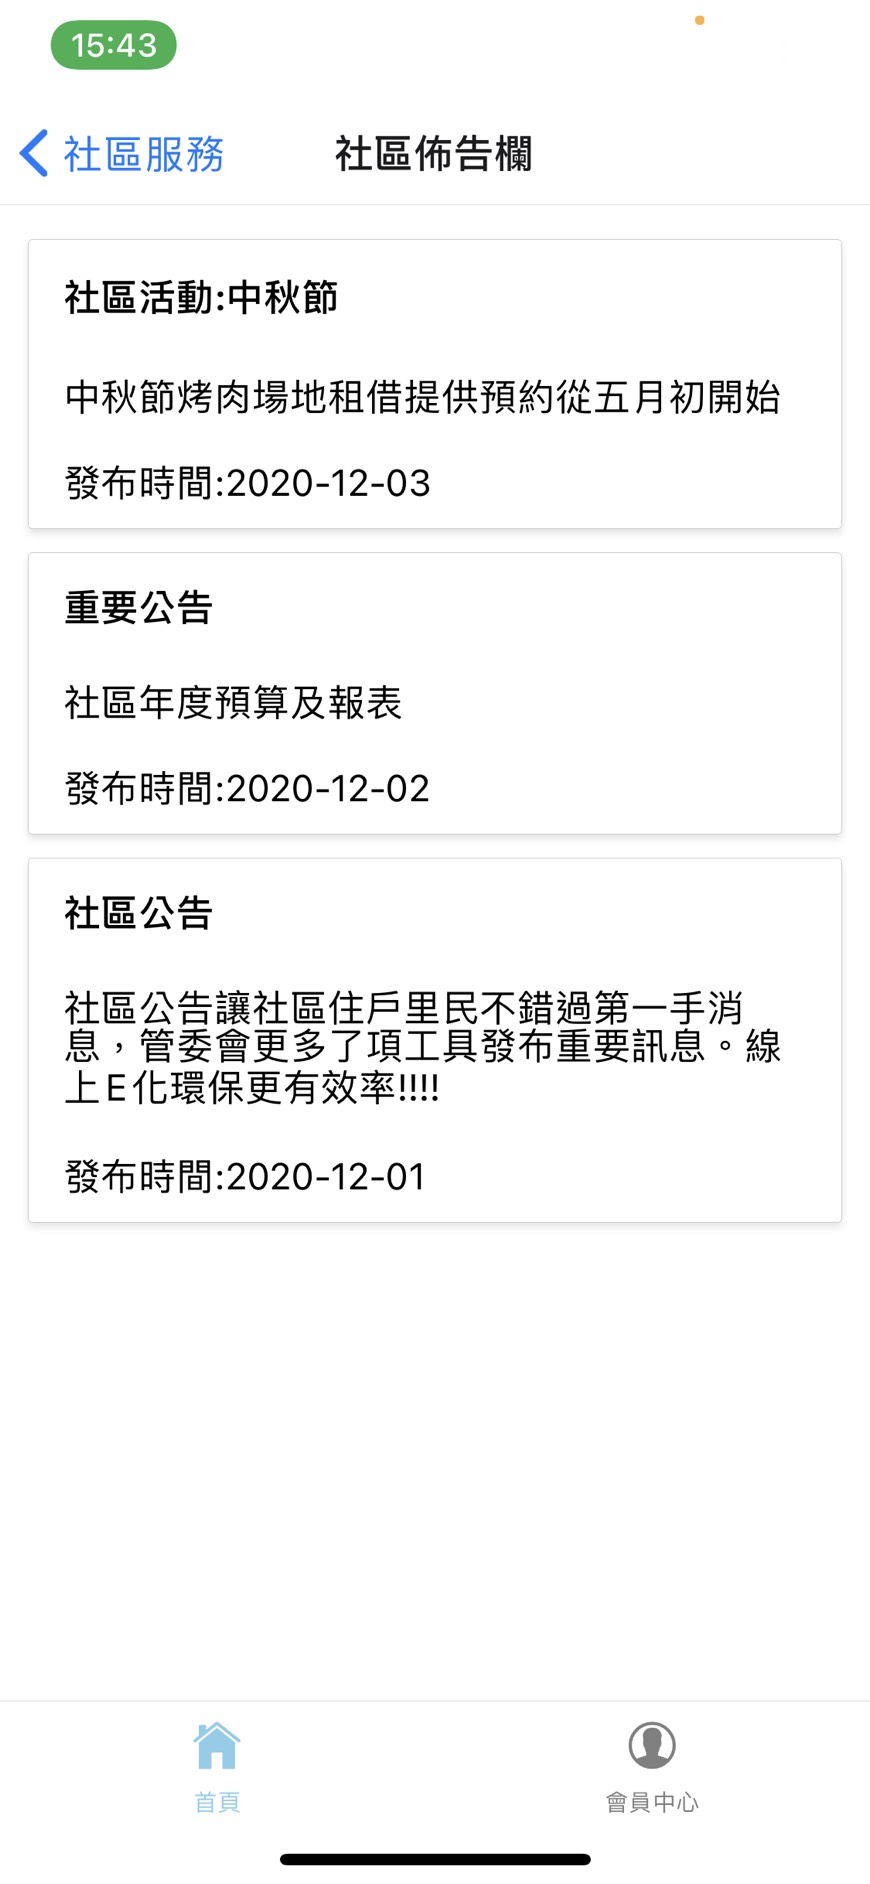 15:43
社區服務
社區佈告欄
社區活動:中秋節
中秋節烤肉場地租借提供預約從五月初開始
發布時間:2020-12-03
重要公告
社區年度預算及報表
發布時間:2020-12-02
社區公告
社區公告讓社區住戶里民不錯過第一手消
息，管委會更多了項工具發布重要訊息。線
上E化環保更有效率!!!!
發布時間:2020-12-01
首頁
會員中心